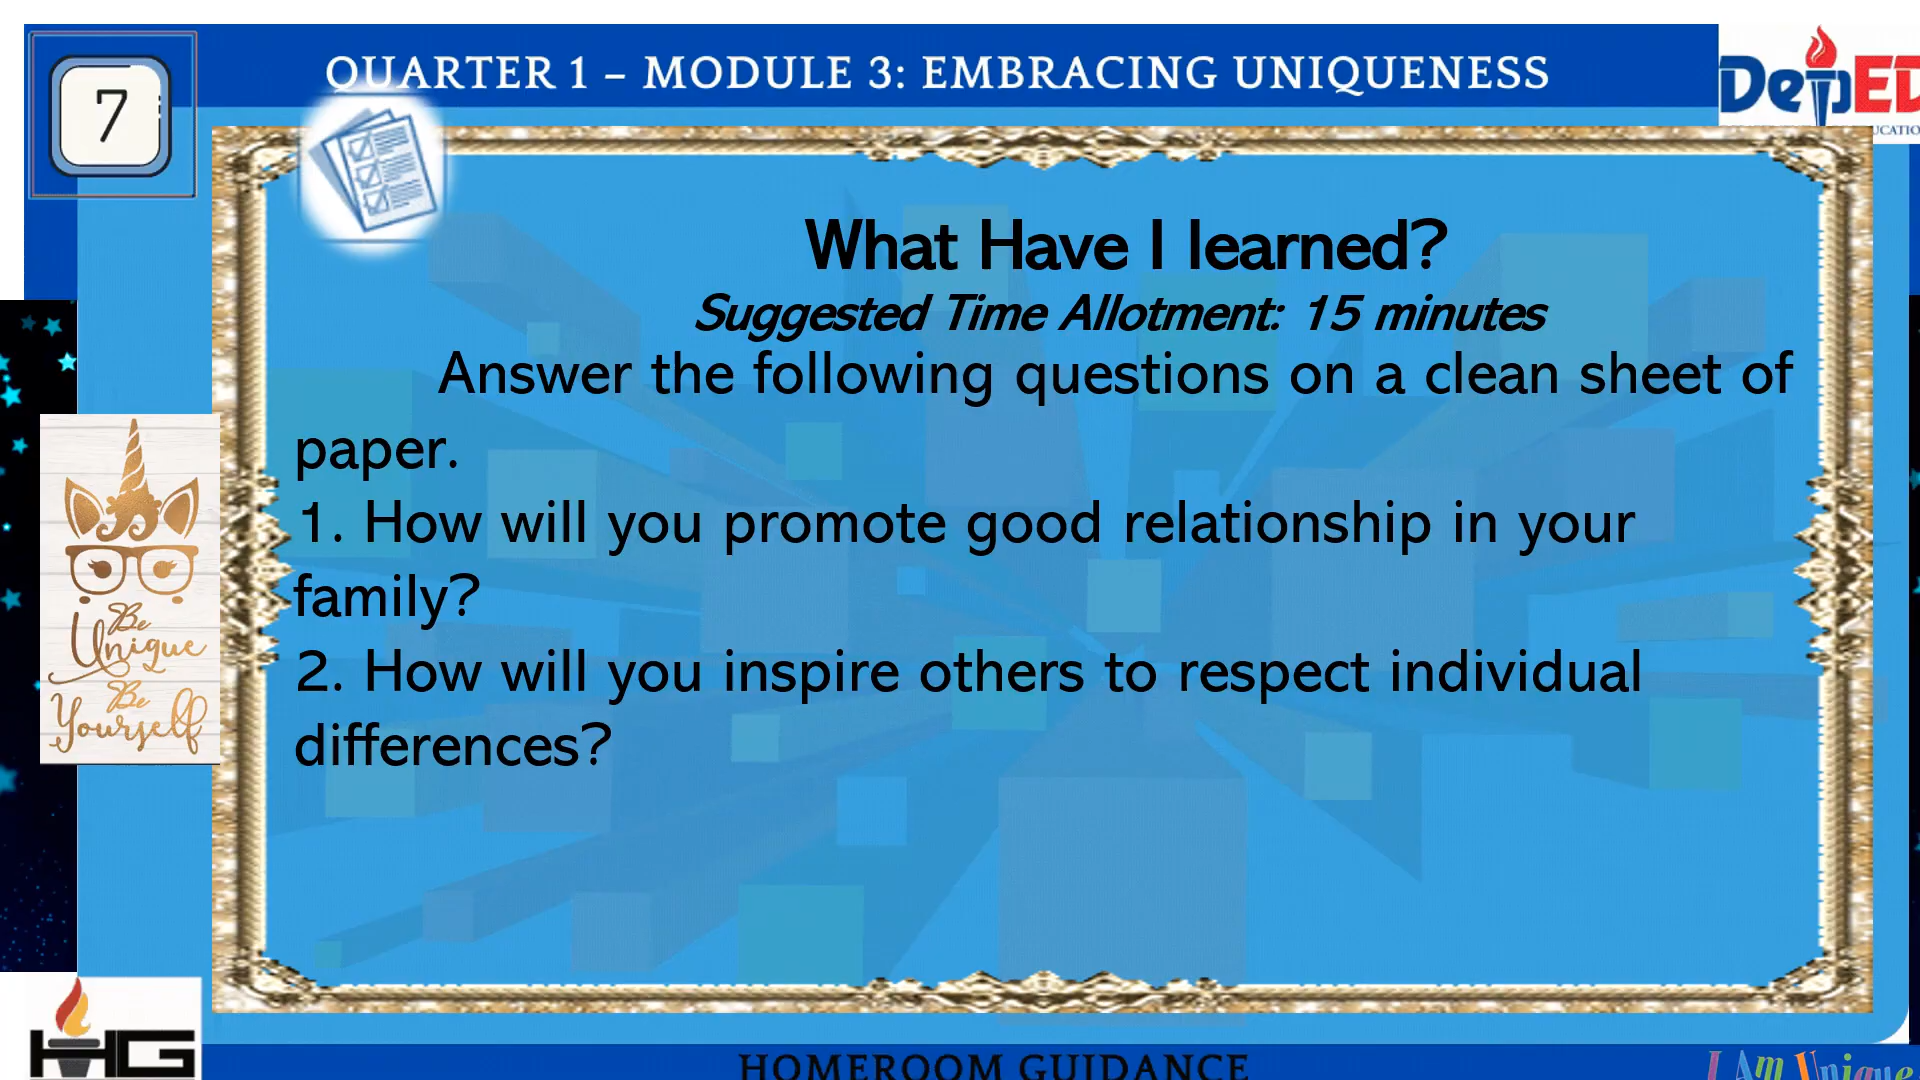 QUARTER 1 – MODULE 3: EMBRACING UNIQUENESS
7
DepED
UCATIO
What Have I learned?
Suggested Time Allotment: 15 minutes
Answer the following questions on a clean sheet of
paper.
1. How will you promote good relationship in your
family?
2. How will you inspire others to respect individual
differences?
Be
Unique
Be
Yourself
HG
HOMEROOM GUIDANCE
I Am Unique